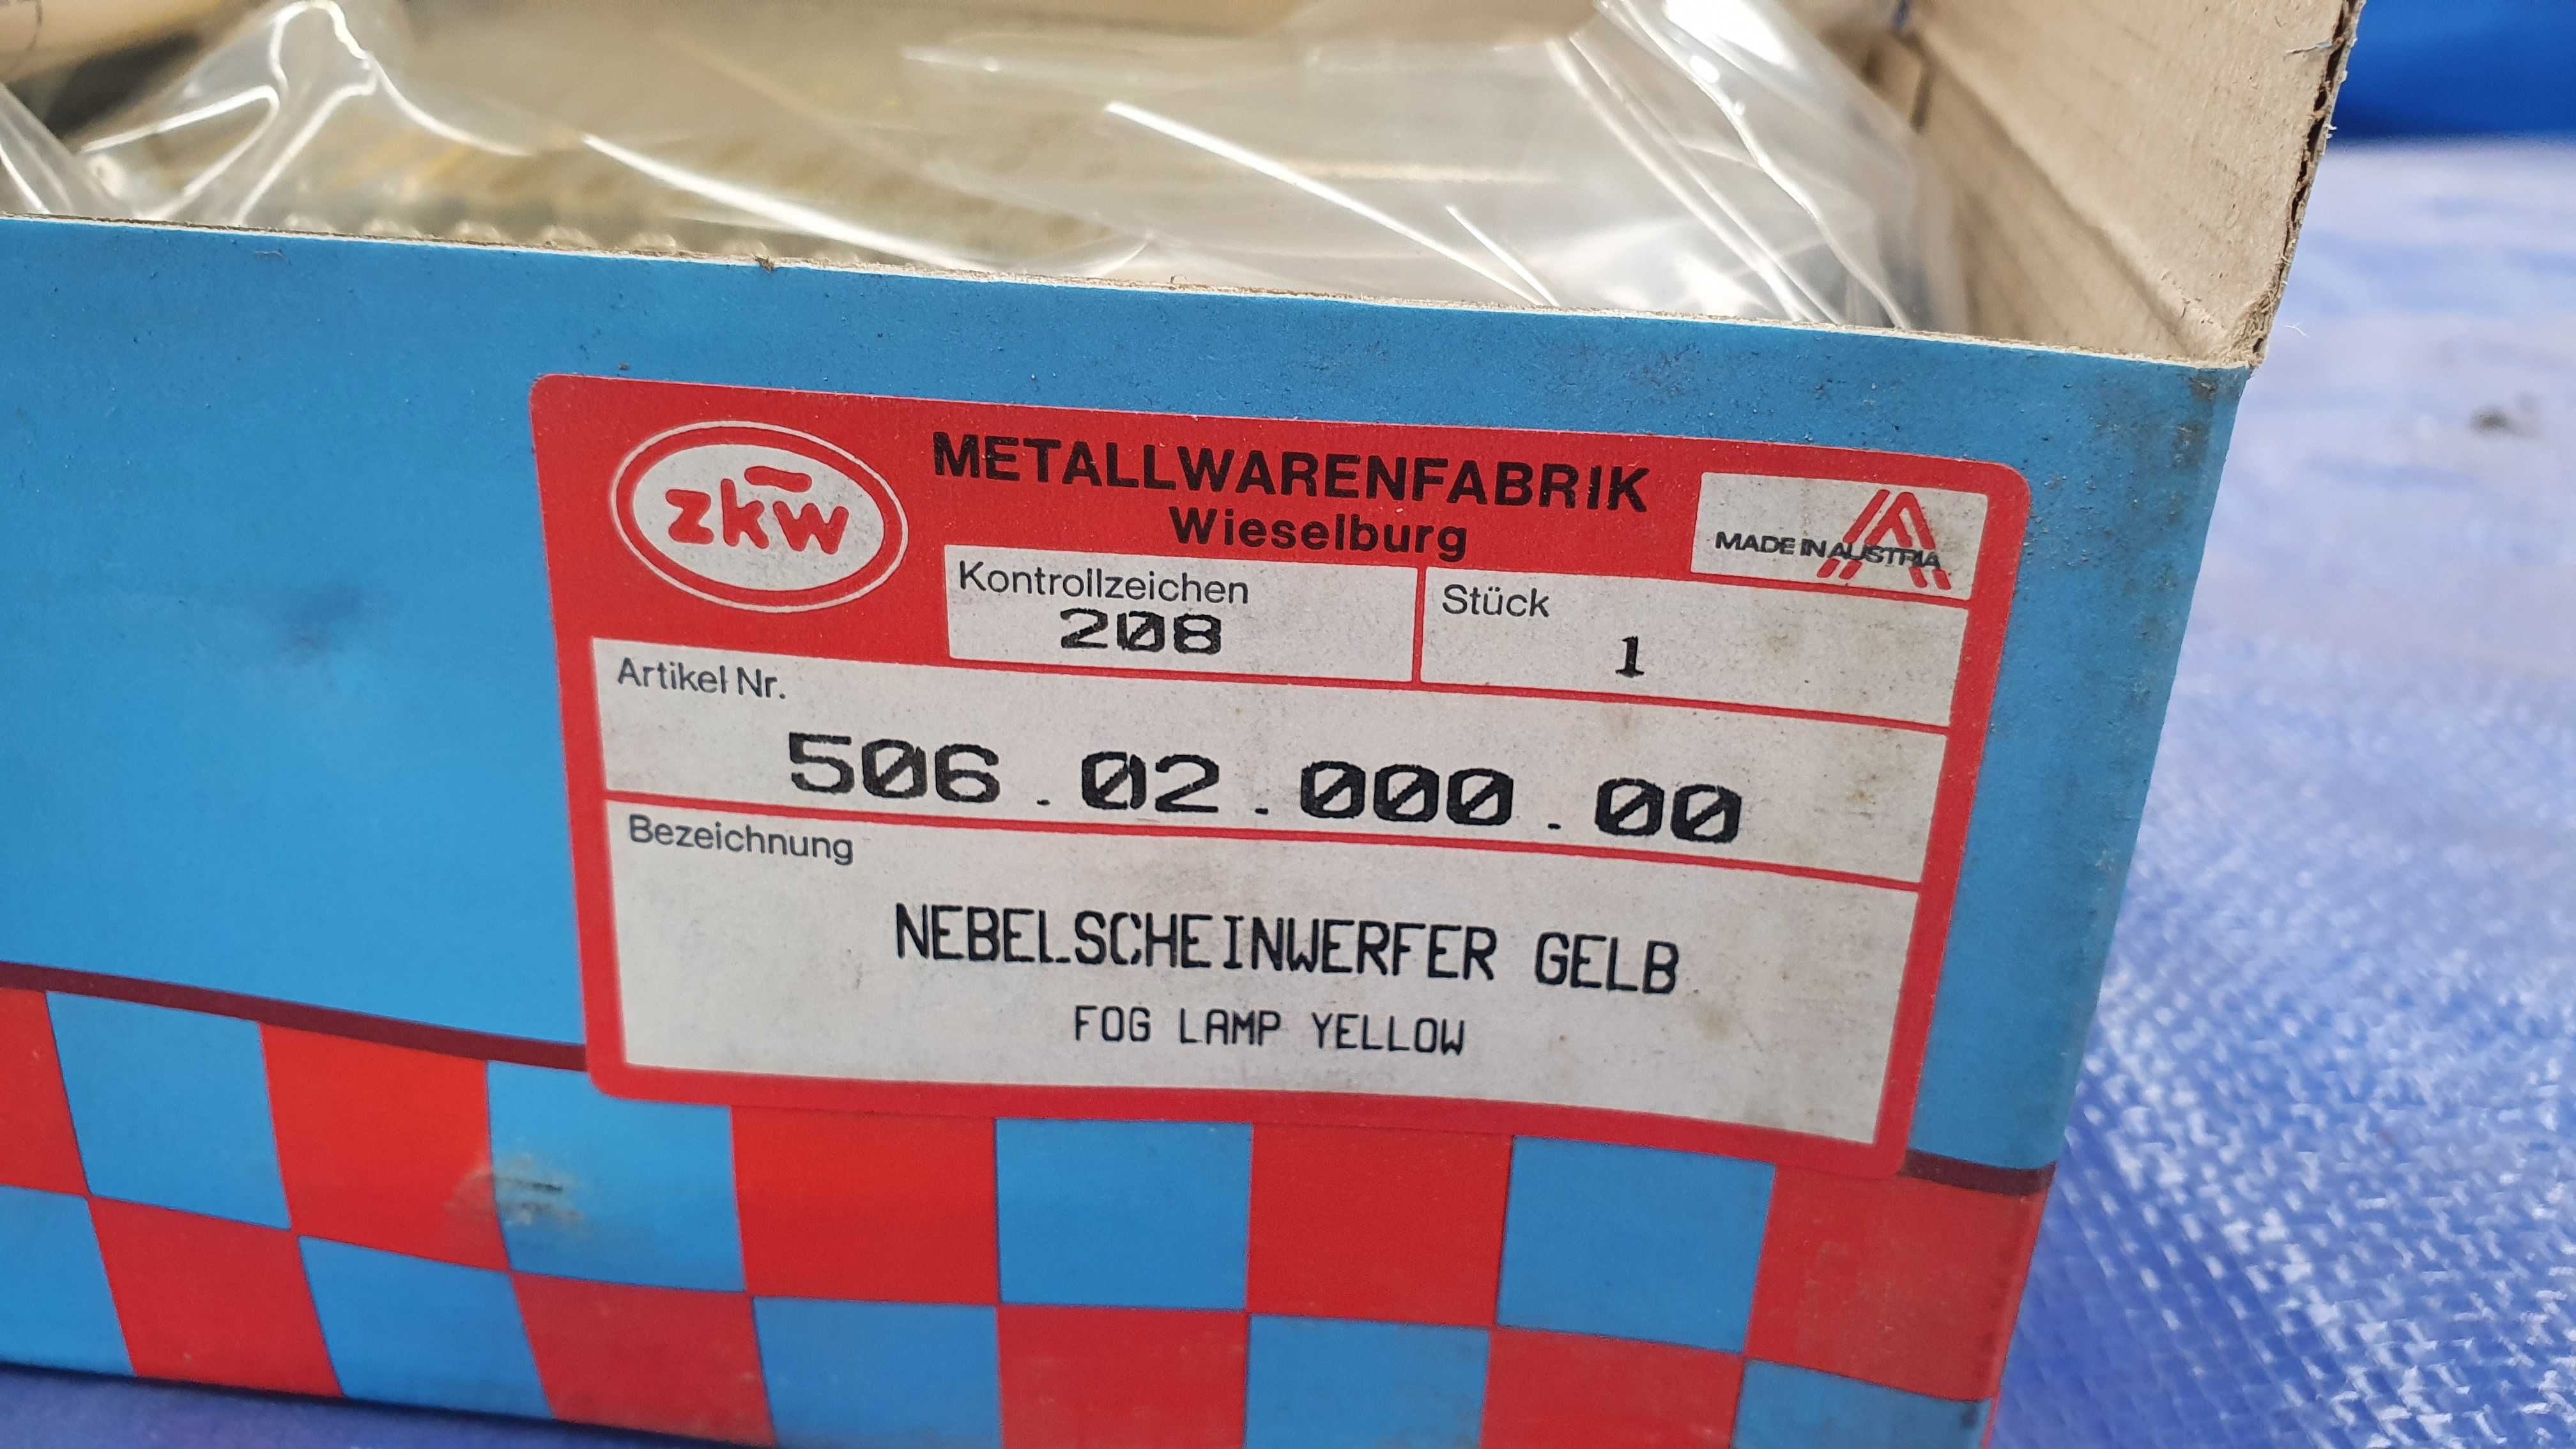 zkw
METALLWARENFABRIK
Wieselburg
MADE IN AUSTRIA
Kontrollzeichen
208
Stück
1
Artikel Nr.
506.02.000.00
Bezeichnung
NEBELSCHEINWERFER GELB
FOG LAMP YELLOW